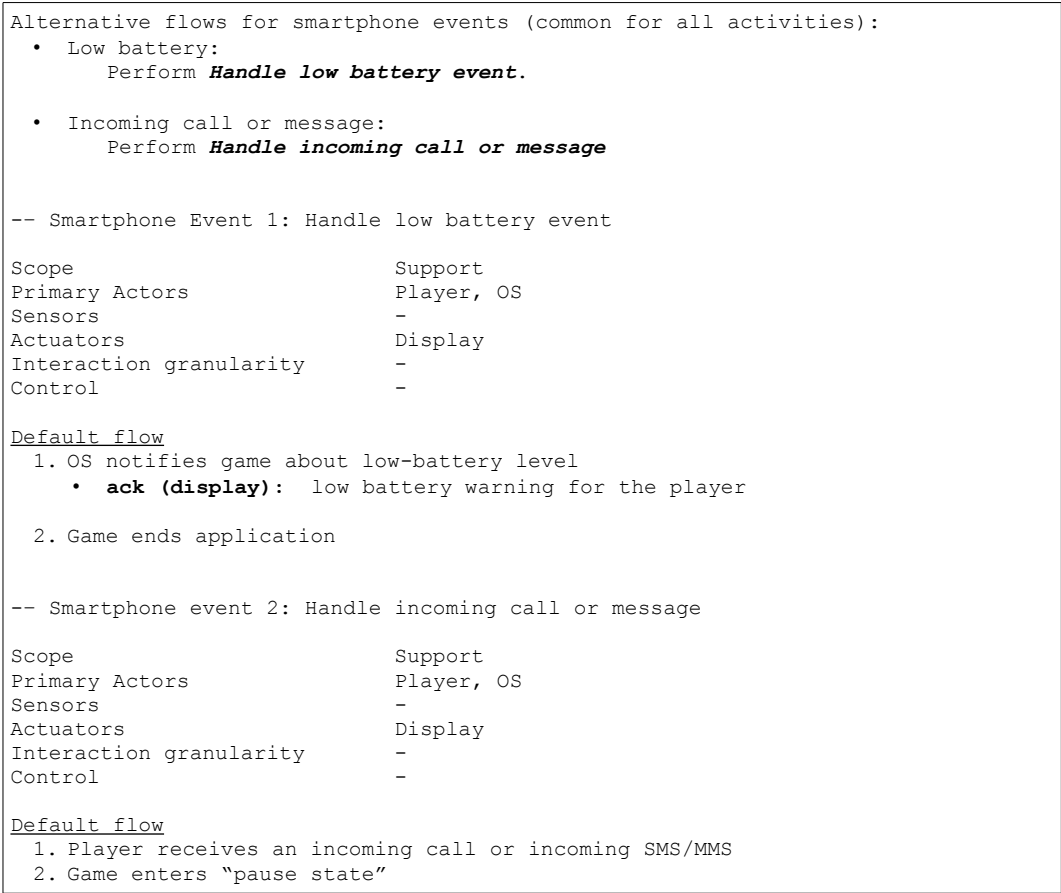 Alternative flows for smartphone events (common for all activities):
• Low battery:
Perform Handle low battery event.
• Incoming call or message:
Perform Handle incoming call or message
-– Smartphone Event 1: Handle low battery event
Scope Support
Primary Actors Player, OS
Sensors -
Actuators Display
Interaction granularity -
Control -
Default flow
1. OS notifies game about low-battery level
• ack (display): low battery warning for the player
2. Game ends application
-– Smartphone event 2: Handle incoming call or message
Scope Support
Primary Actors Player, OS
Sensors -
Actuators Display
Interaction granularity -
Control -
Default flow
1. Player receives an incoming call or incoming SMS/MMS
2. Game enters “pause state”